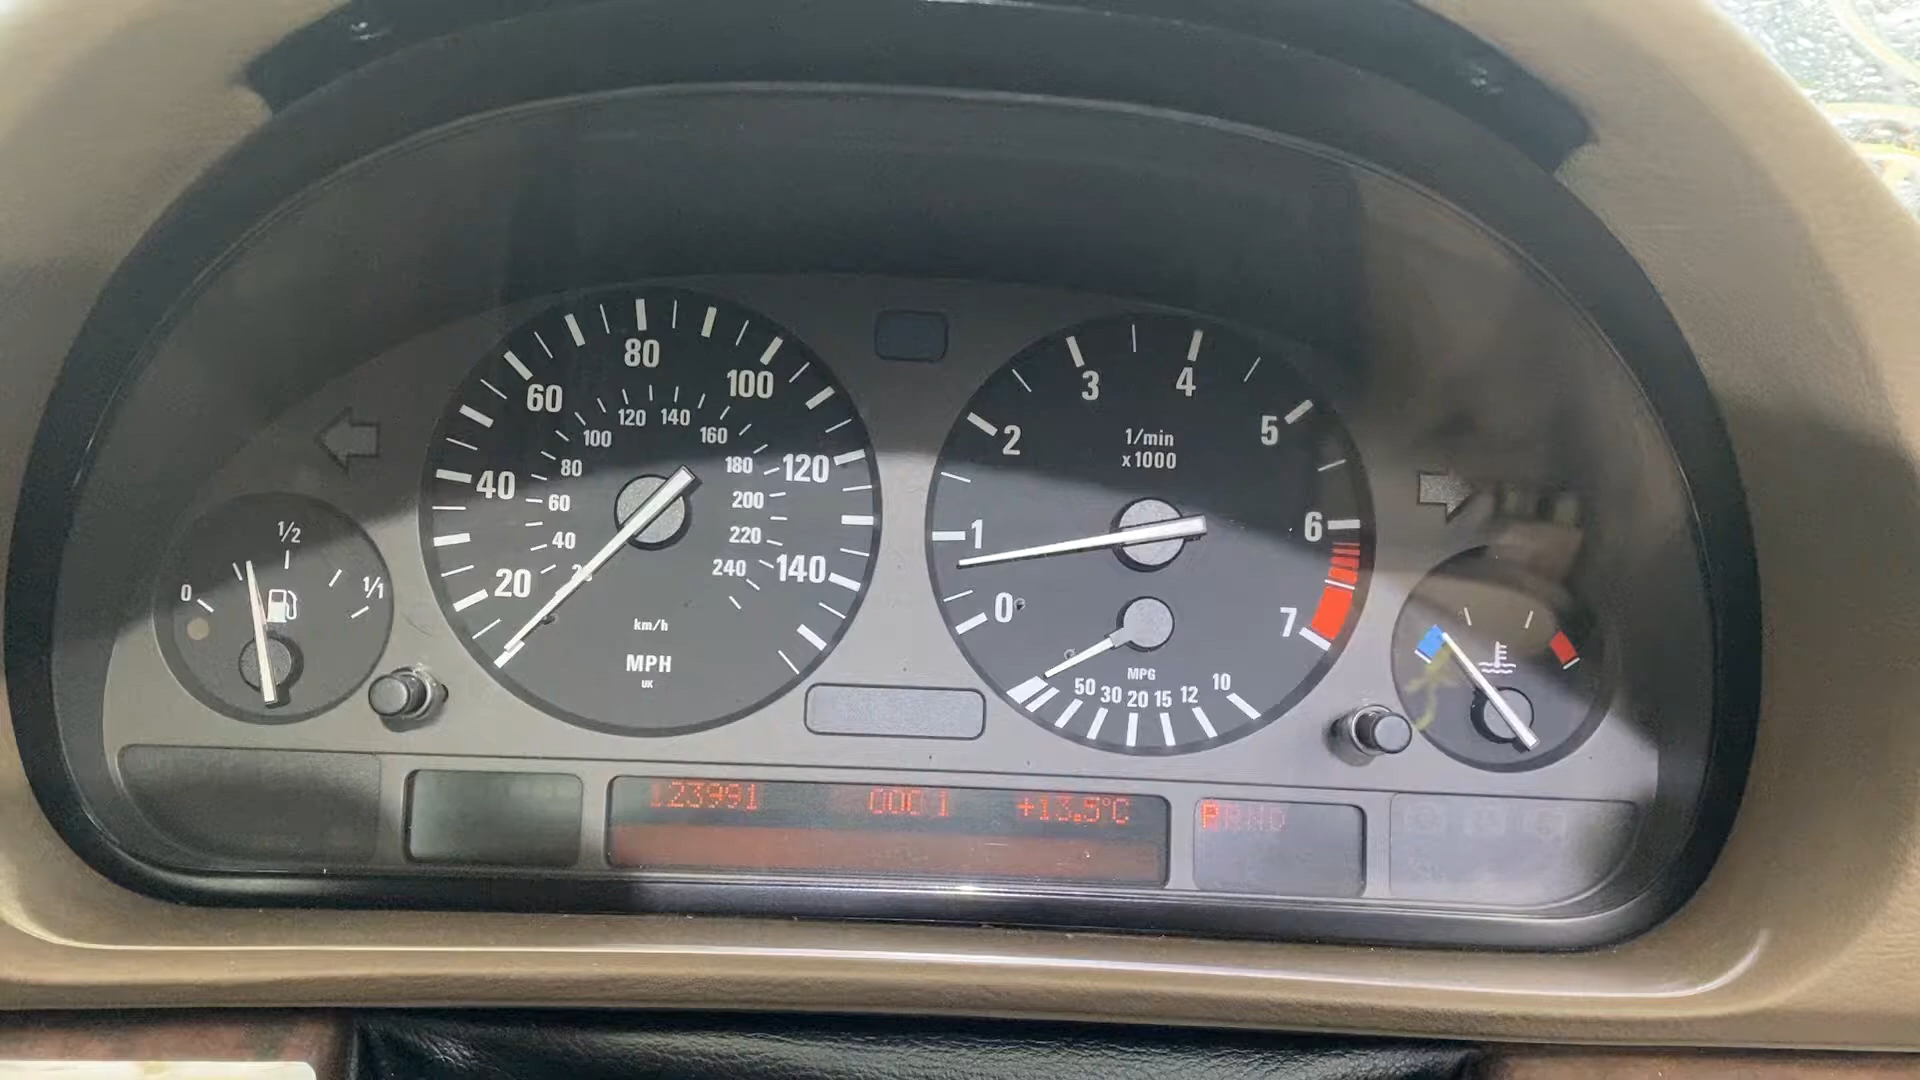 80
100
60
120 140
100 160
80 180 120
40 60 200
40 220
20 240 140
km/h
MPH
UK
3 4
2 5
1/min
x1000
1 6
0 7
MPG
50 30 20 15 12 10
1/2
0 1/1
123991 000 1 +13.5°C
PRND